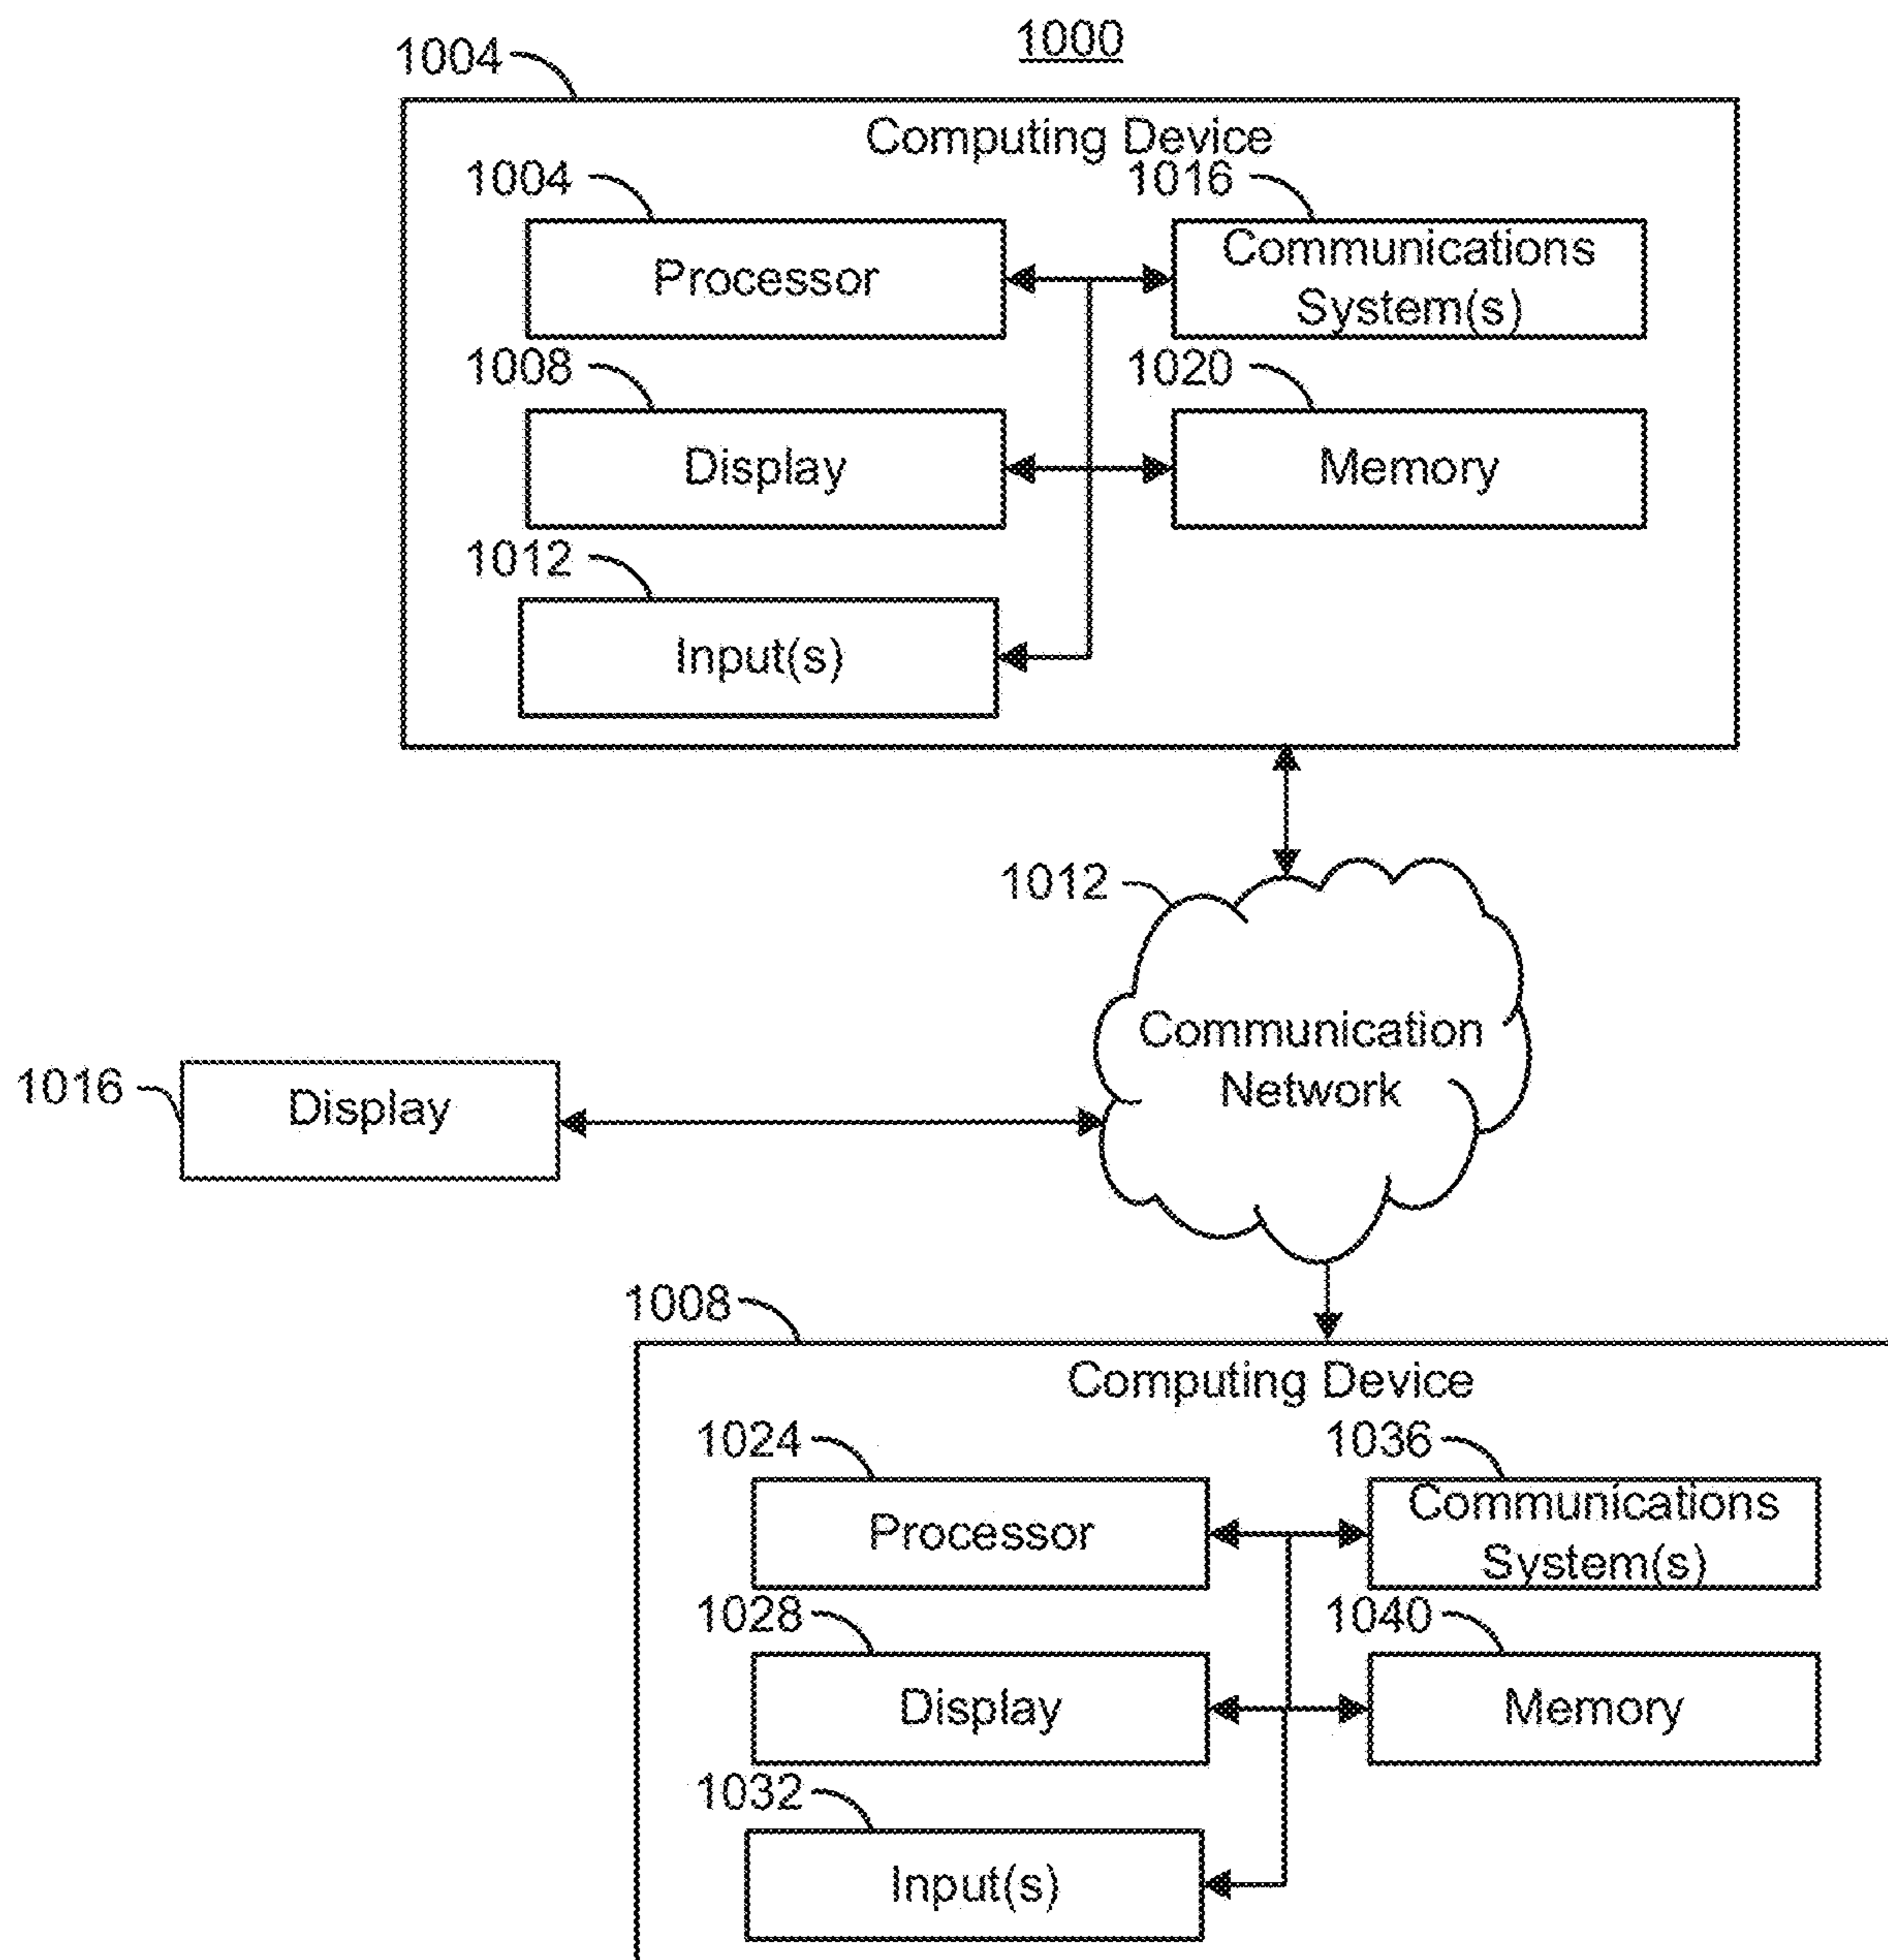 1000
1004
Computing Device
1004
1016
Processor
Communications
System(s)
1008
1020
Display
Memory
1012
Input(s)
1012
Communication
Network
1016
Display
1008
Computing Device
1024
1036
Processor
Communications
System(s)
1028
1040
Display
Memory
1032
Input(s)